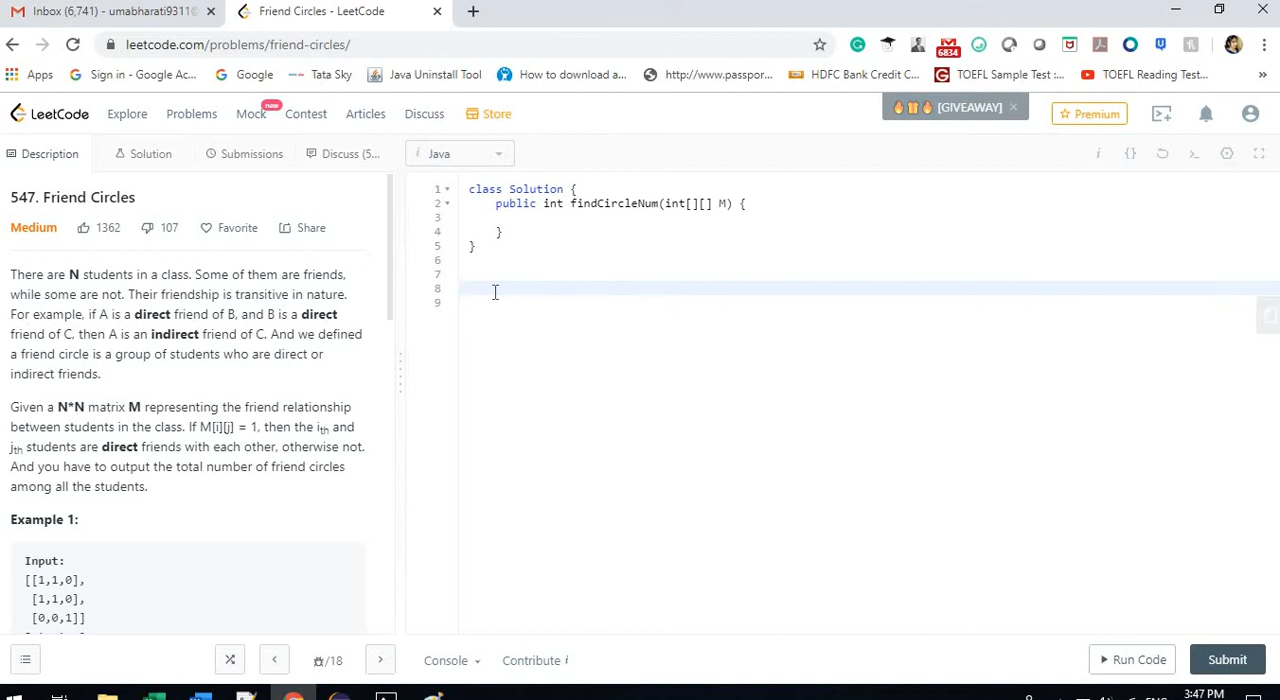 Inbox (6,741) - umabharati9311@
Friend Circles - LeetCode
leetcode.com/problems/friend-circles/
6834
Apps
Sign in - Google Ac...
Google
Tata Sky
Java Uninstall Tool
How to download a...
http://www.passpor...
HDFC Bank Credit C...
TOEFL Sample Test :...
TOEFL Reading Test...
»
LeetCode
Explore
Problems
Mock
new
Contest
Articles
Discuss
Store
[GIVEAWAY] ×
Premium
Description
Solution
Submissions
Discuss (5...
i Java
547. Friend Circles
Medium
1362
107
Favorite
Share
There are N students in a class. Some of them are friends,
while some are not. Their friendship is transitive in nature.
For example, if A is a direct friend of B, and B is a direct
friend of C, then A is an indirect friend of C. And we defined
a friend circle is a group of students who are direct or
indirect friends.
Given a N*N matrix M representing the friend relationship
between students in the class. If M[i][j] = 1, then the ith and
jth students are direct friends with each other, otherwise not.
And you have to output the total number of friend circles
among all the students.
Example 1:
Input:
[[1,1,0],
[1,1,0],
[0,0,1]]
1 class Solution {
2 public int findCircleNum(int[][] M) {
3
4 }
5 }
6
7
8
9
/18
Console
Contribute i
Run Code
Submit
3:47 PM